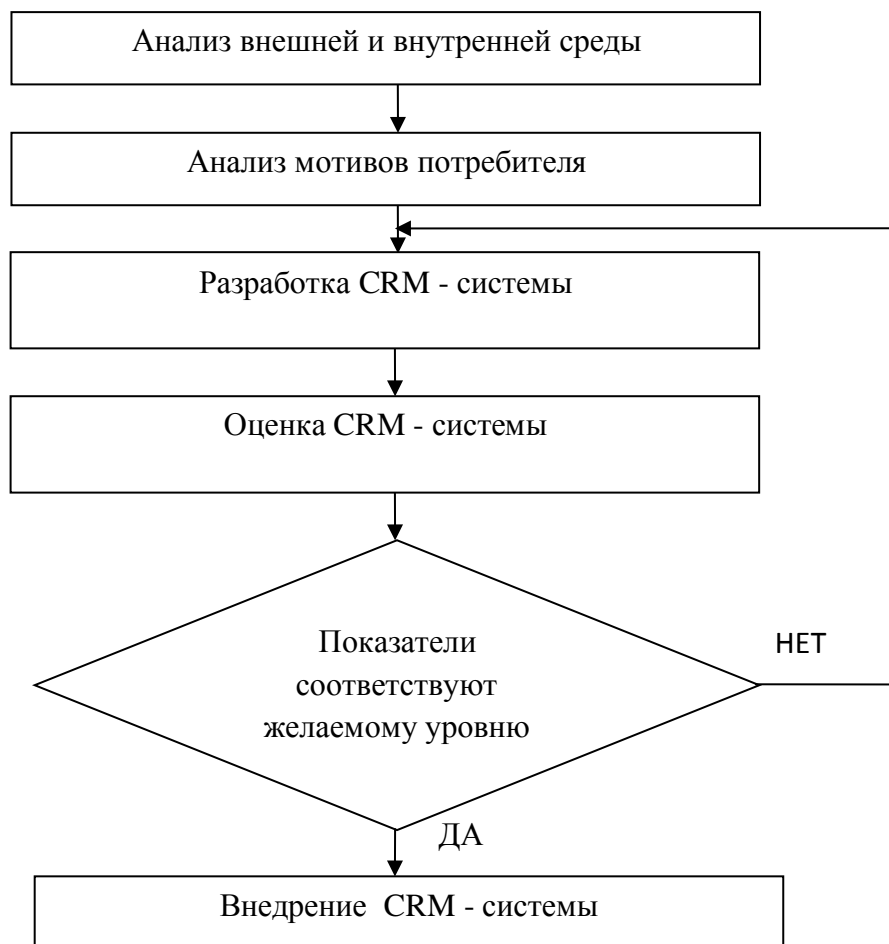 Анализ внешней и внутренней среды
Анализ мотивов потребителя
Разработка CRM - системы
Оценка CRM - системы
Показатели
соответствуют
желаемому уровню
НЕТ
ДА
Внедрение  CRM - системы